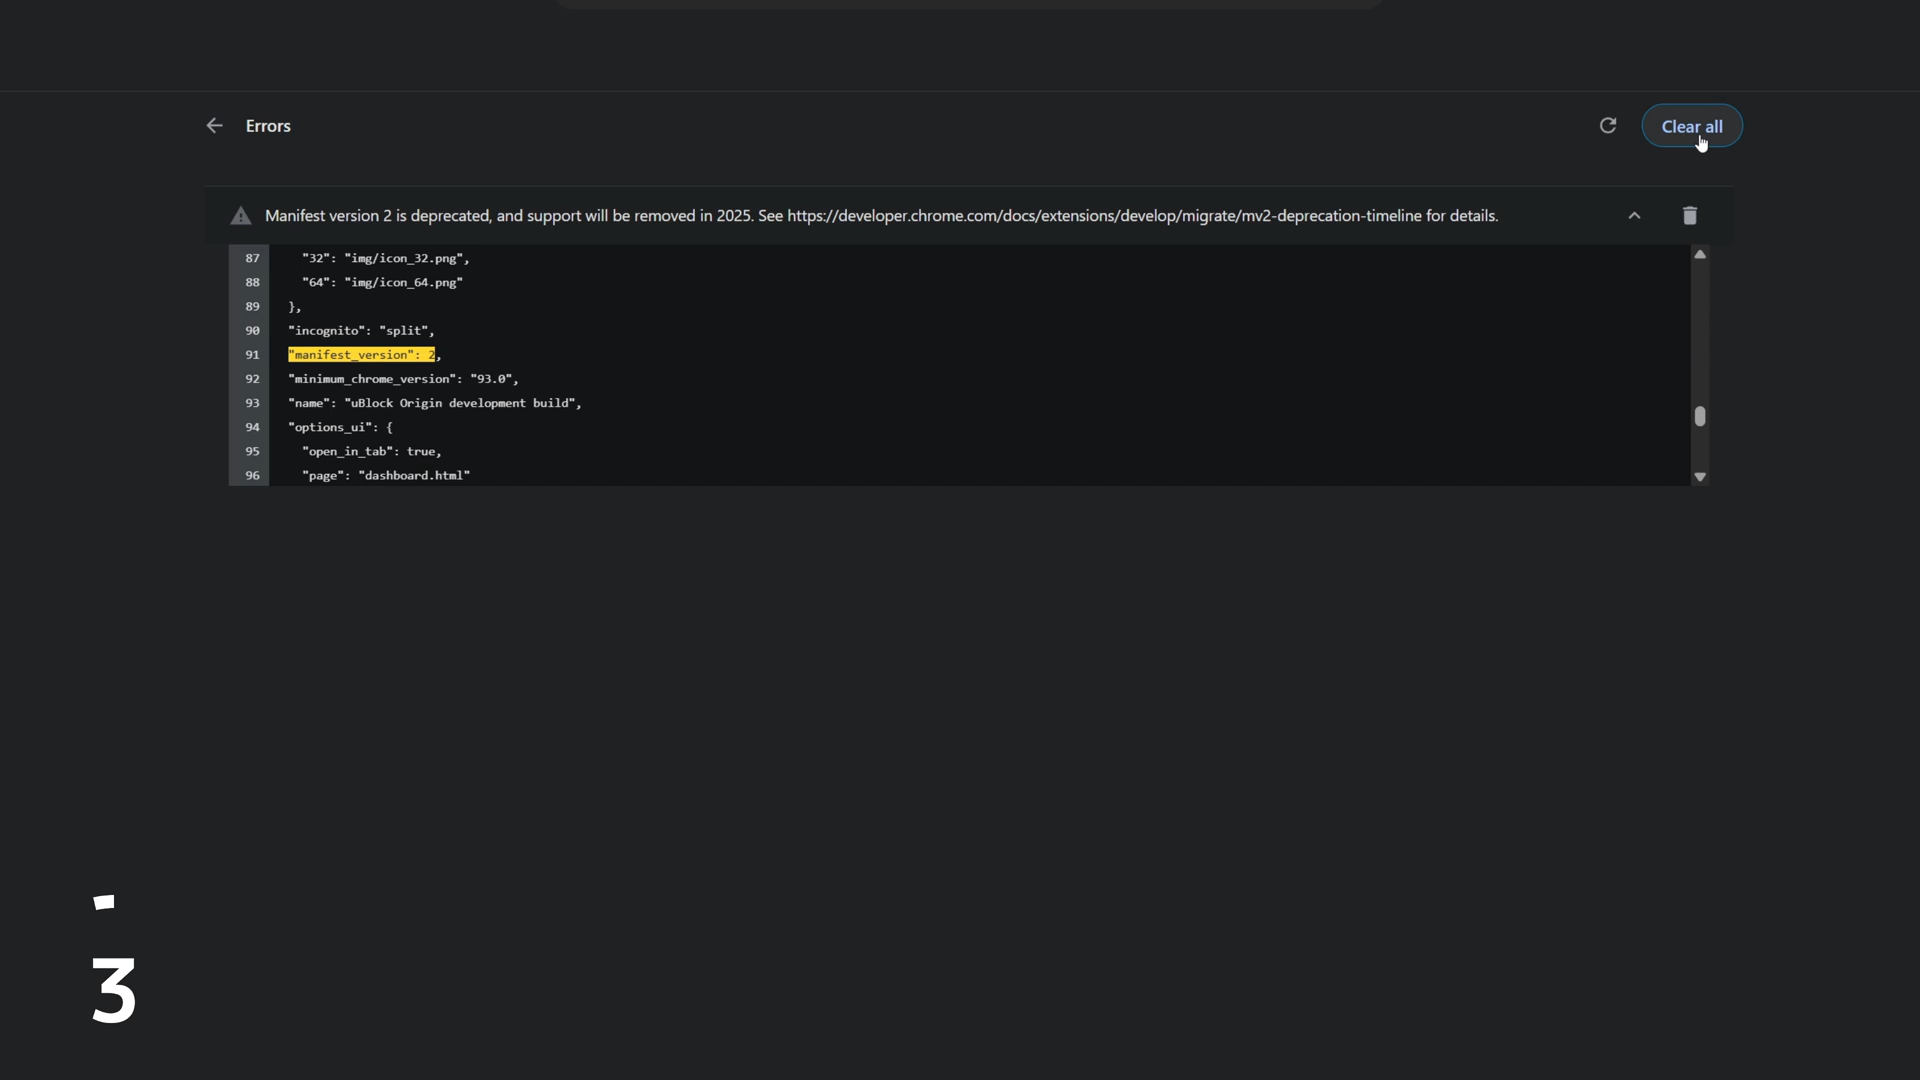 Errors
Clear all
Manifest version 2 is deprecated, and support will be removed in 2025. See https://developer.chrome.com/docs/extensions/develop/migrate/mv2-deprecation-timeline for details.
87 "32": "img/icon_32.png",
88 "64": "img/icon_64.png"
89 },
90 "incognito": "split",
91 "manifest_version": 2,
92 "minimum_chrome_version": "93.0",
93 "name": "uBlock Origin development build",
94 "options_ui": {
95 "open_in_tab": true,
96 "page": "dashboard.html"
3